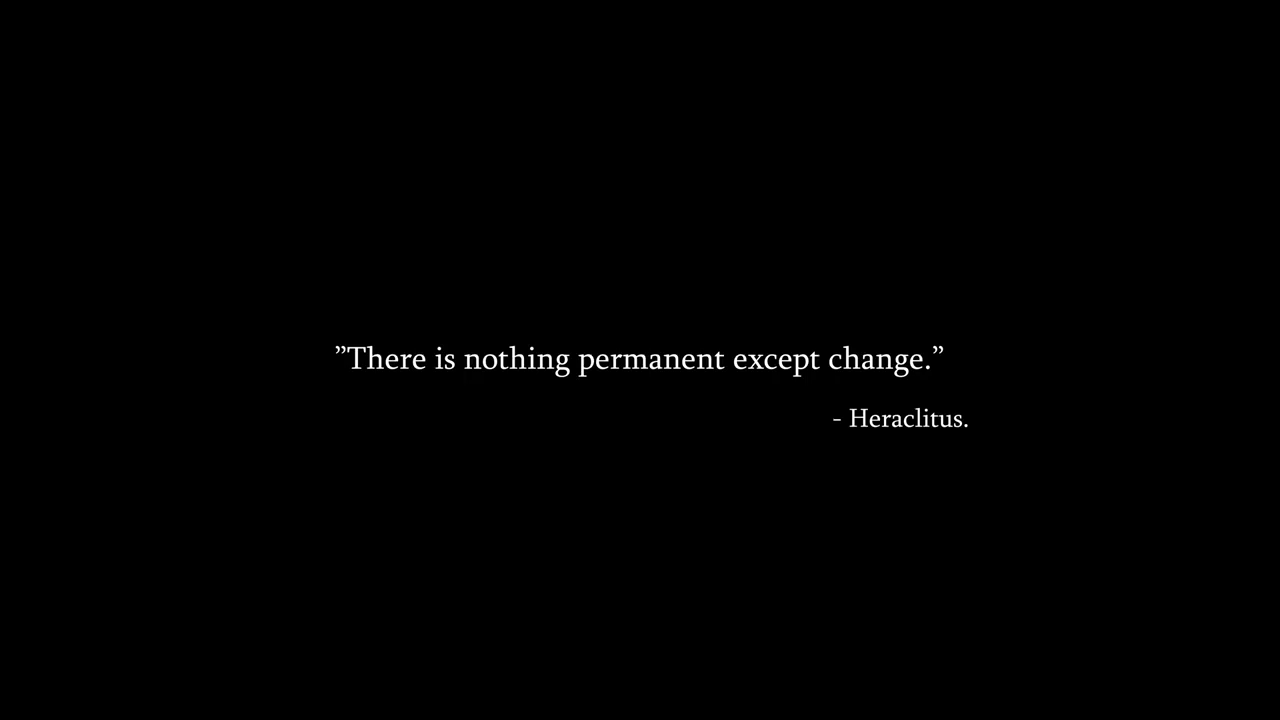 ”There is nothing permanent except change.”
- Heraclitus.